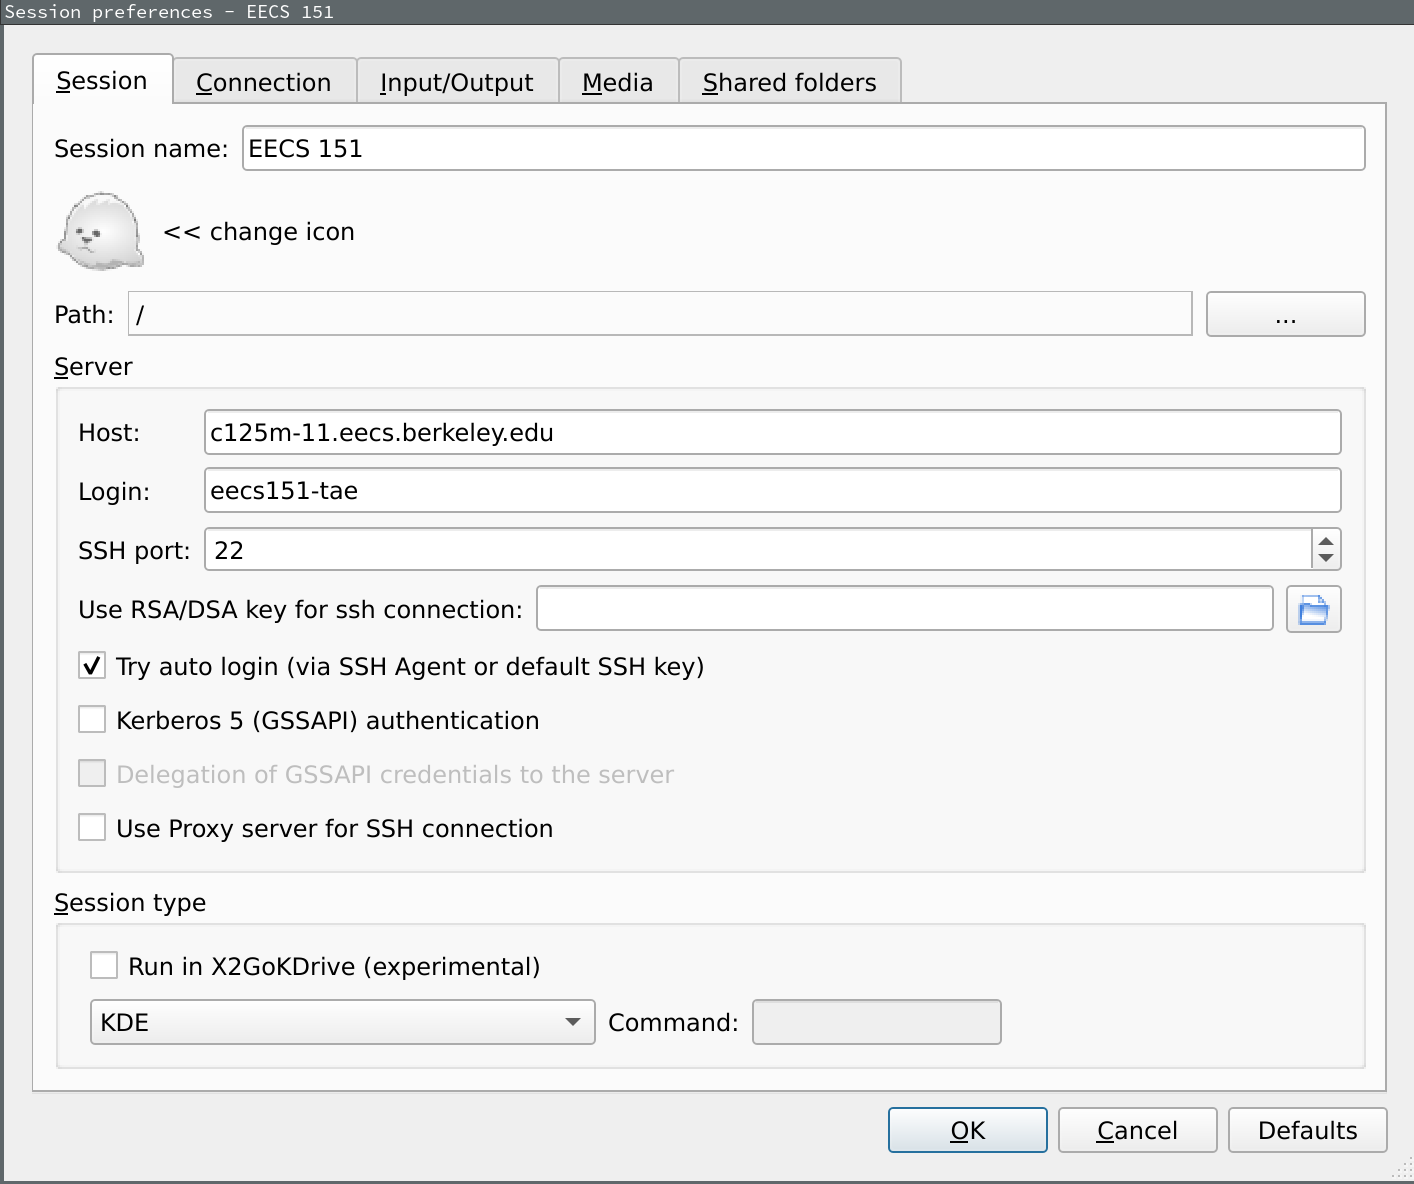 Session preferences - EECS 151
Session Connection Input/Output Media Shared folders
Session name: EECS 151
<< change icon
Path: / ...
Server
Host: c125m-11.eecs.berkeley.edu
Login: eecs151-tae
SSH port: 22
Use RSA/DSA key for ssh connection:
Try auto login (via SSH Agent or default SSH key)
Kerberos 5 (GSSAPI) authentication
Delegation of GSSAPI credentials to the server
Use Proxy server for SSH connection
Session type
Run in X2GoKDrive (experimental)
KDE Command:
OK Cancel Defaults